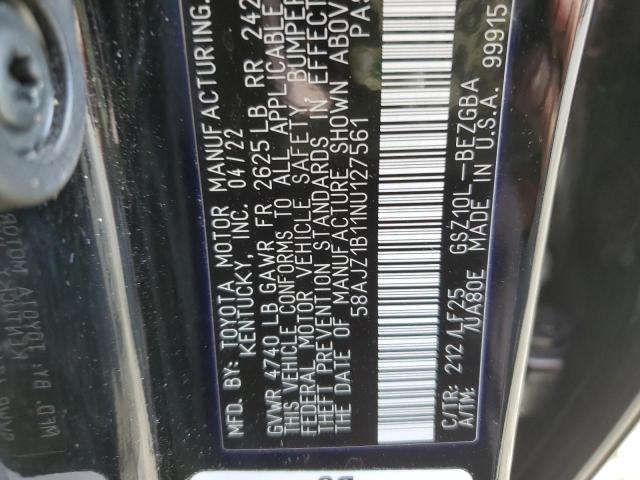 MFD. BY: TOYOTA MOTOR MANUFACTURING,
KENTUCKY, INC. 04/22
GVWR 4740 LB GAWR FR 2625 LB RR 242
THIS VEHICLE CONFORMS TO ALL APPLICABLE
FEDERAL MOTOR VEHICLE SAFETY, BUMPER
THEFT PREVENTION STANDARDS IN EFFECT
THE DATE OF MANUFACTURE SHOWN ABOV
58AJZ1B11NU127561 PAS
C/TR: 212 LF25 GSZ10L-BEZGBA
A/TM: /UA80E MADE IN U.S.A. 99915